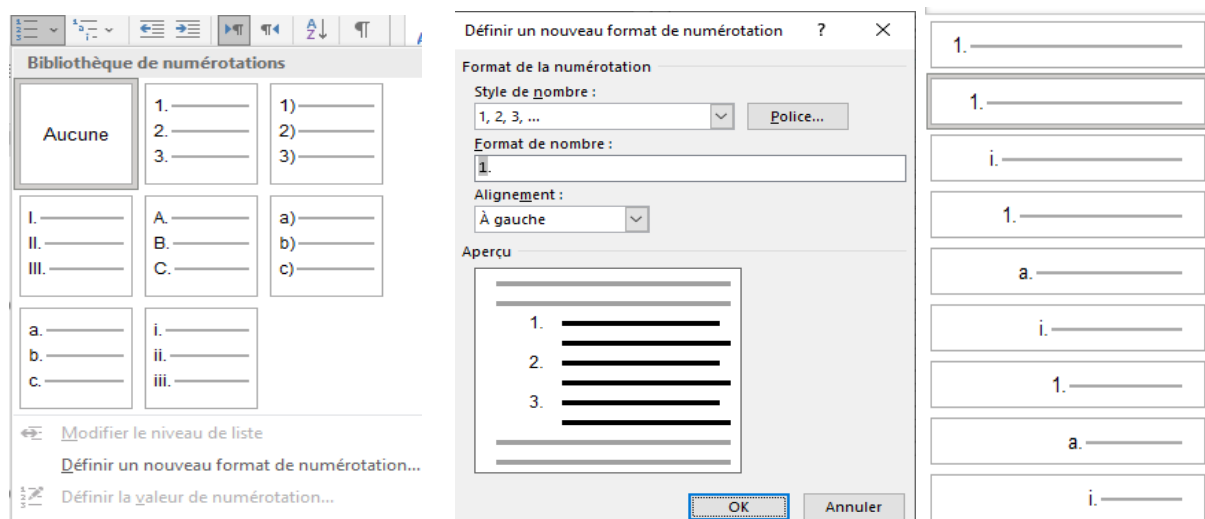 Bibliothèque de numérotations
Aucune
1.
2.
3.
1)
2)
3)
I.
II.
III.
A.
B.
C.
a)
b)
c)
a.
b.
c.
i.
ii.
iii.
Modifier le niveau de liste
Définir un nouveau format de numérotation...
Définir la valeur de numérotation...
Définir un nouveau format de numérotation ? ×
Format de la numérotation
Style de nombre :
1, 2, 3, ...
Police...
Format de nombre :
1.
Alignement :
À gauche
Aperçu
1.
2.
3.
OK Annuler
1.
1.
i.
1.
a.
i.
1.
a.
i.